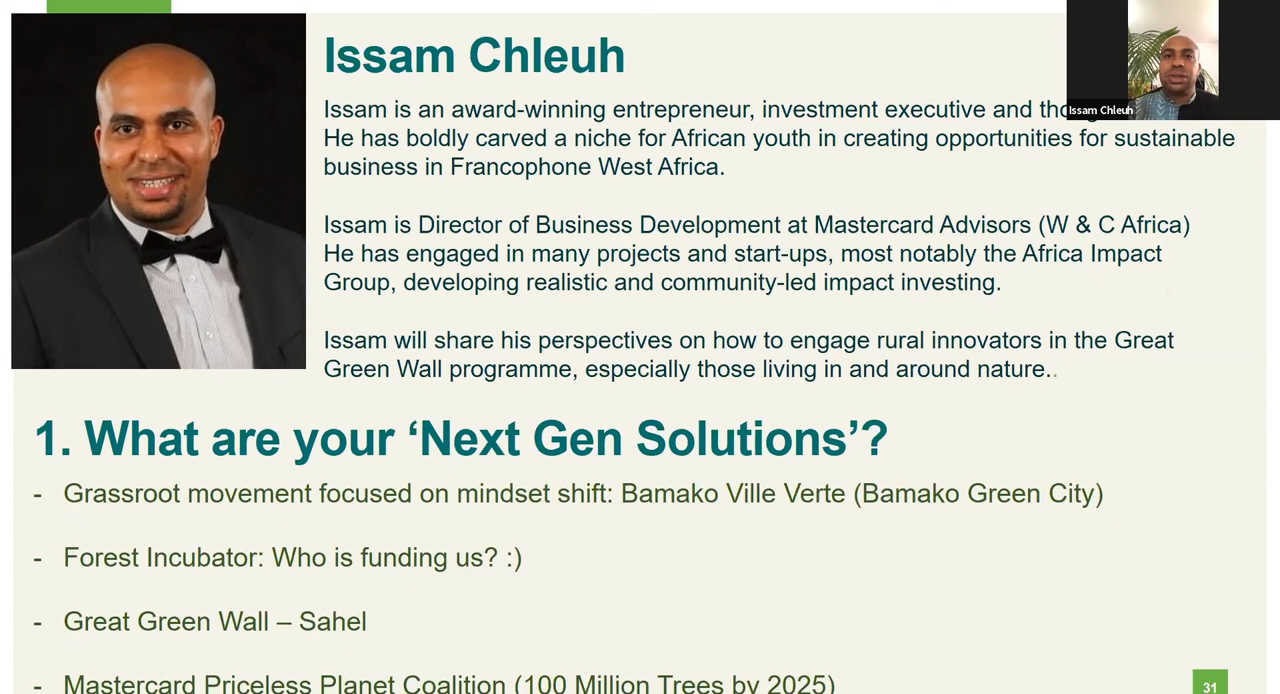 Issam Chleuh
Issam is an award-winning entrepreneur, investment executive and
He has boldly carved a niche for African youth in creating opportunities for sustainable
business in Francophone West Africa.
Issam is Director of Business Development at Mastercard Advisors (W & C Africa)
He has engaged in many projects and start-ups, most notably the Africa Impact
Group, developing realistic and community-led impact investing.
Issam will share his perspectives on how to engage rural innovators in the Great
Green Wall programme, especially those living in and around nature..
Issam Chleuh
1. What are your ‘Next Gen Solutions’?
- Grassroot movement focused on mindset shift: Bamako Ville Verte (Bamako Green City)
- Forest Incubator: Who is funding us? :)
- Great Green Wall – Sahel
- Mastercard Priceless Planet Coalition (100 Million Trees by 2025)
31